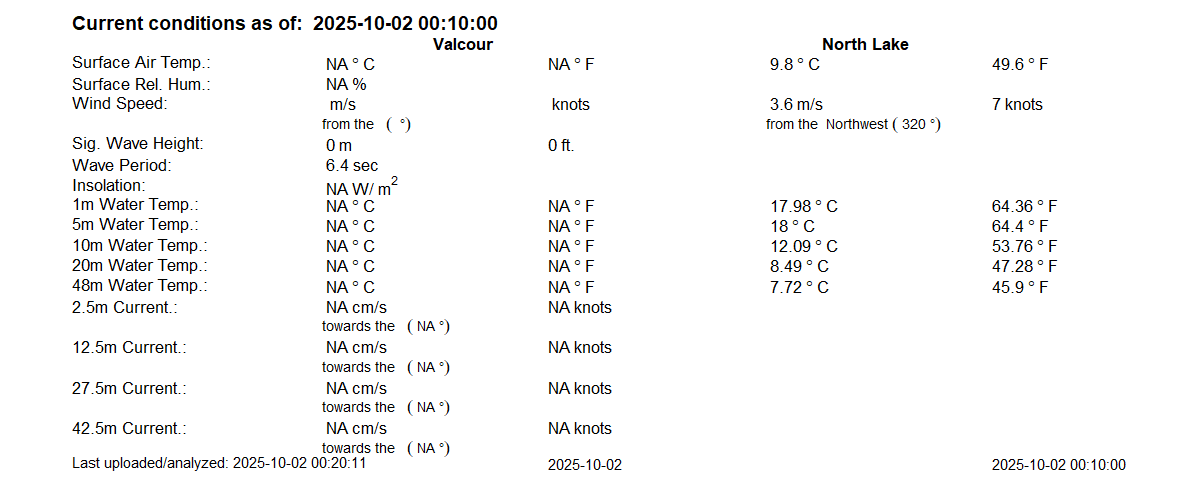 Current conditions as of: 2025-10-02 00:10:00
Valcour North Lake
Surface Air Temp.: NA ° C NA ° F 9.8 ° C 49.6 ° F
Surface Rel. Hum.: NA %
Wind Speed: m/s knots 3.6 m/s 7 knots
from the ( °) from the Northwest ( 320 °)
Sig. Wave Height: 0 m 0 ft.
Wave Period: 6.4 sec
Insolation: NA W/ m²
1m Water Temp.: NA ° C NA ° F 17.98 ° C 64.36 ° F
5m Water Temp.: NA ° C NA ° F 18 ° C 64.4 ° F
10m Water Temp.: NA ° C NA ° F 12.09 ° C 53.76 ° F
20m Water Temp.: NA ° C NA ° F 8.49 ° C 47.28 ° F
48m Water Temp.: NA ° C NA ° F 7.72 ° C 45.9 ° F
2.5m Current.: NA cm/s NA knots
towards the ( NA °)
12.5m Current.: NA cm/s NA knots
towards the ( NA °)
27.5m Current.: NA cm/s NA knots
towards the ( NA °)
42.5m Current.: NA cm/s NA knots
towards the ( NA °)
Last uploaded/analyzed: 2025-10-02 00:20:11 2025-10-02 2025-10-02 00:10:00